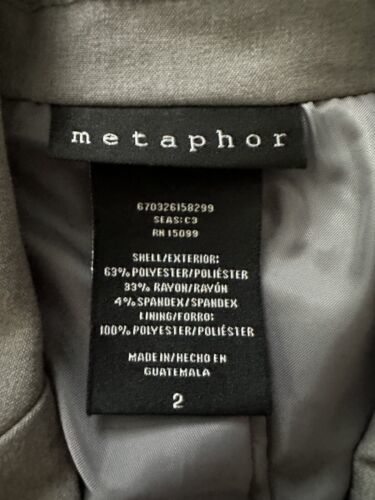 metaphor
670326158299
SEAS:C3
RN 15099
SHELL/EXTERIOR:
63% POLYESTER/POLIÉSTER
33% RAYON/RAYÓN
4% SPANDEX/SPANDEX
LINING/FORRO:
100% POLYESTER/POLIÉSTER
MADE IN/HECHO EN
GUATEMALA
2